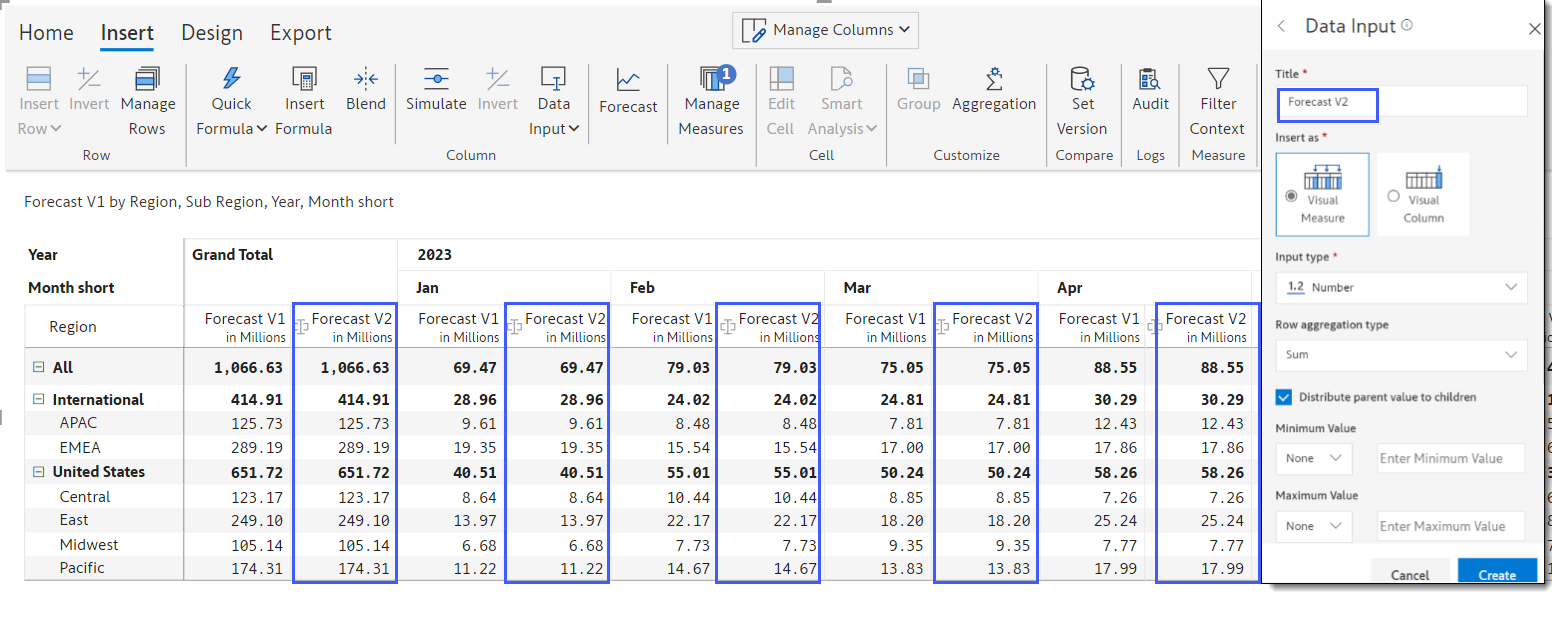 Home Insert Design Export
Manage Columns
Insert Row
Invert
Manage Rows
Row
Quick Formula
Insert Formula
Blend
Simulate
Invert
Data Input
Column
Forecast
1
Manage Measures
Edit Cell
Smart Analysis
Cell
Group
Aggregation
Customize
Set Version
Compare
Audit
Logs
Filter Context
Measure
Forecast V1 by Region, Sub Region, Year, Month short
Year Grand Total 2023
Month short Jan Feb Mar Apr
Region Forecast V1 Forecast V2 Forecast V1 Forecast V2 Forecast V1 Forecast V2 Forecast V1 Forecast V2 Forecast V1 Forecast V2
in Millions in Millions in Millions in Millions in Millions in Millions in Millions in Millions in Millions in Millions
All 1,066.63 1,066.63 69.47 69.47 79.03 79.03 75.05 75.05 88.55 88.55
International 414.91 414.91 28.96 28.96 24.02 24.02 24.81 24.81 30.29 30.29
APAC 125.73 125.73 9.61 9.61 8.48 8.48 7.81 7.81 12.43 12.43
EMEA 289.19 289.19 19.35 19.35 15.54 15.54 17.00 17.00 17.86 17.86
United States 651.72 651.72 40.51 40.51 55.01 55.01 50.24 50.24 58.26 58.26
Central 123.17 123.17 8.64 8.64 10.44 10.44 8.85 8.85 7.26 7.26
East 249.10 249.10 13.97 13.97 22.17 22.17 18.20 18.20 25.24 25.24
Midwest 105.14 105.14 6.68 6.68 7.73 7.73 9.35 9.35 7.77 7.77
Pacific 174.31 174.31 11.22 11.22 14.67 14.67 13.83 13.83 17.99 17.99
Data Input
Title *
Forecast V2
Insert as *
Visual Measure
Visual Column
Input type *
1.2 Number
Row aggregation type
Sum
Distribute parent value to children
Minimum Value
None Enter Minimum Value
Maximum Value
None Enter Maximum Value
Cancel Create